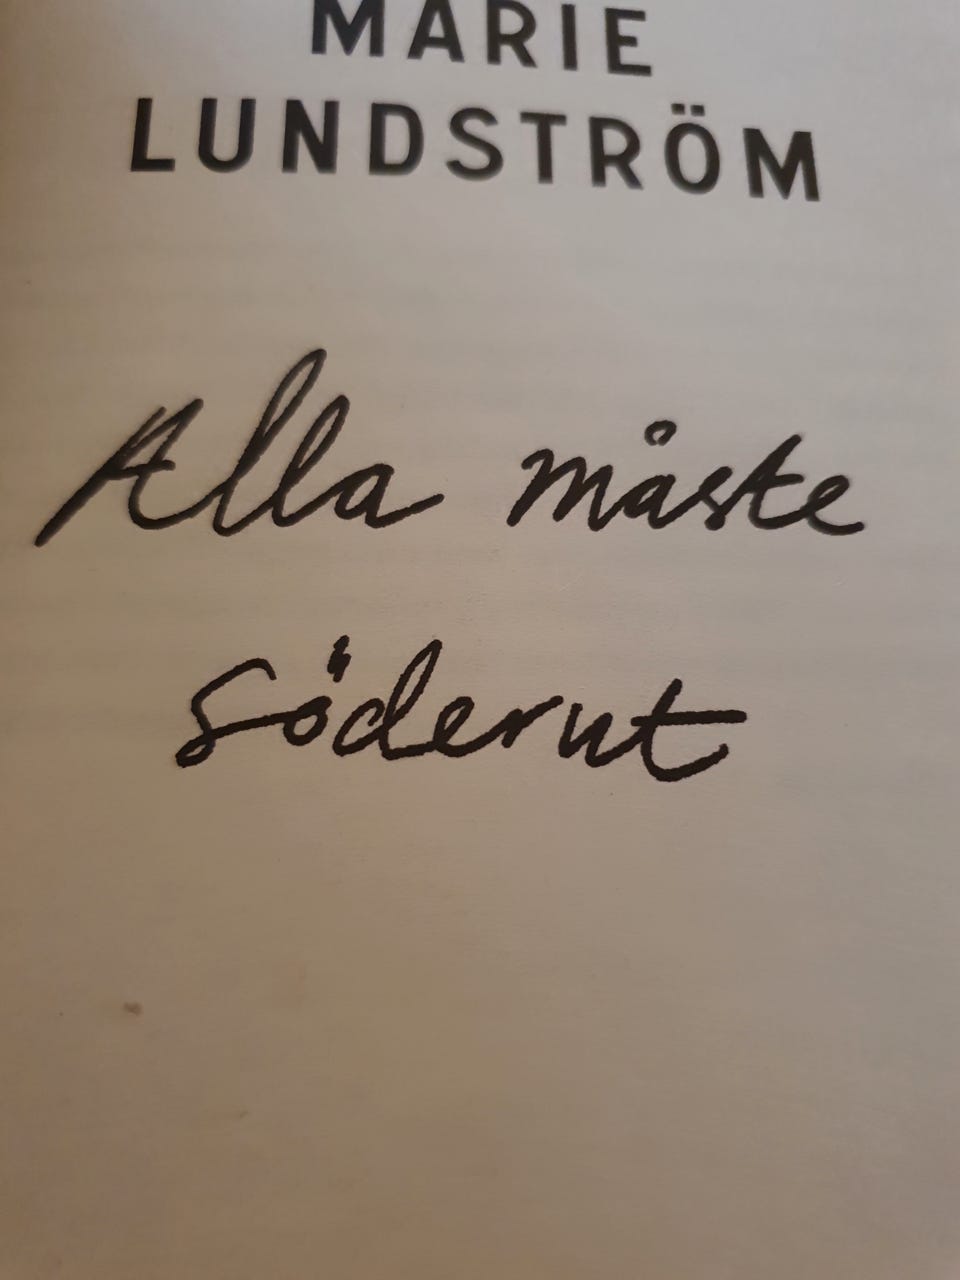 MARIE
LUNDSTRÖM
Alla måste
söderut